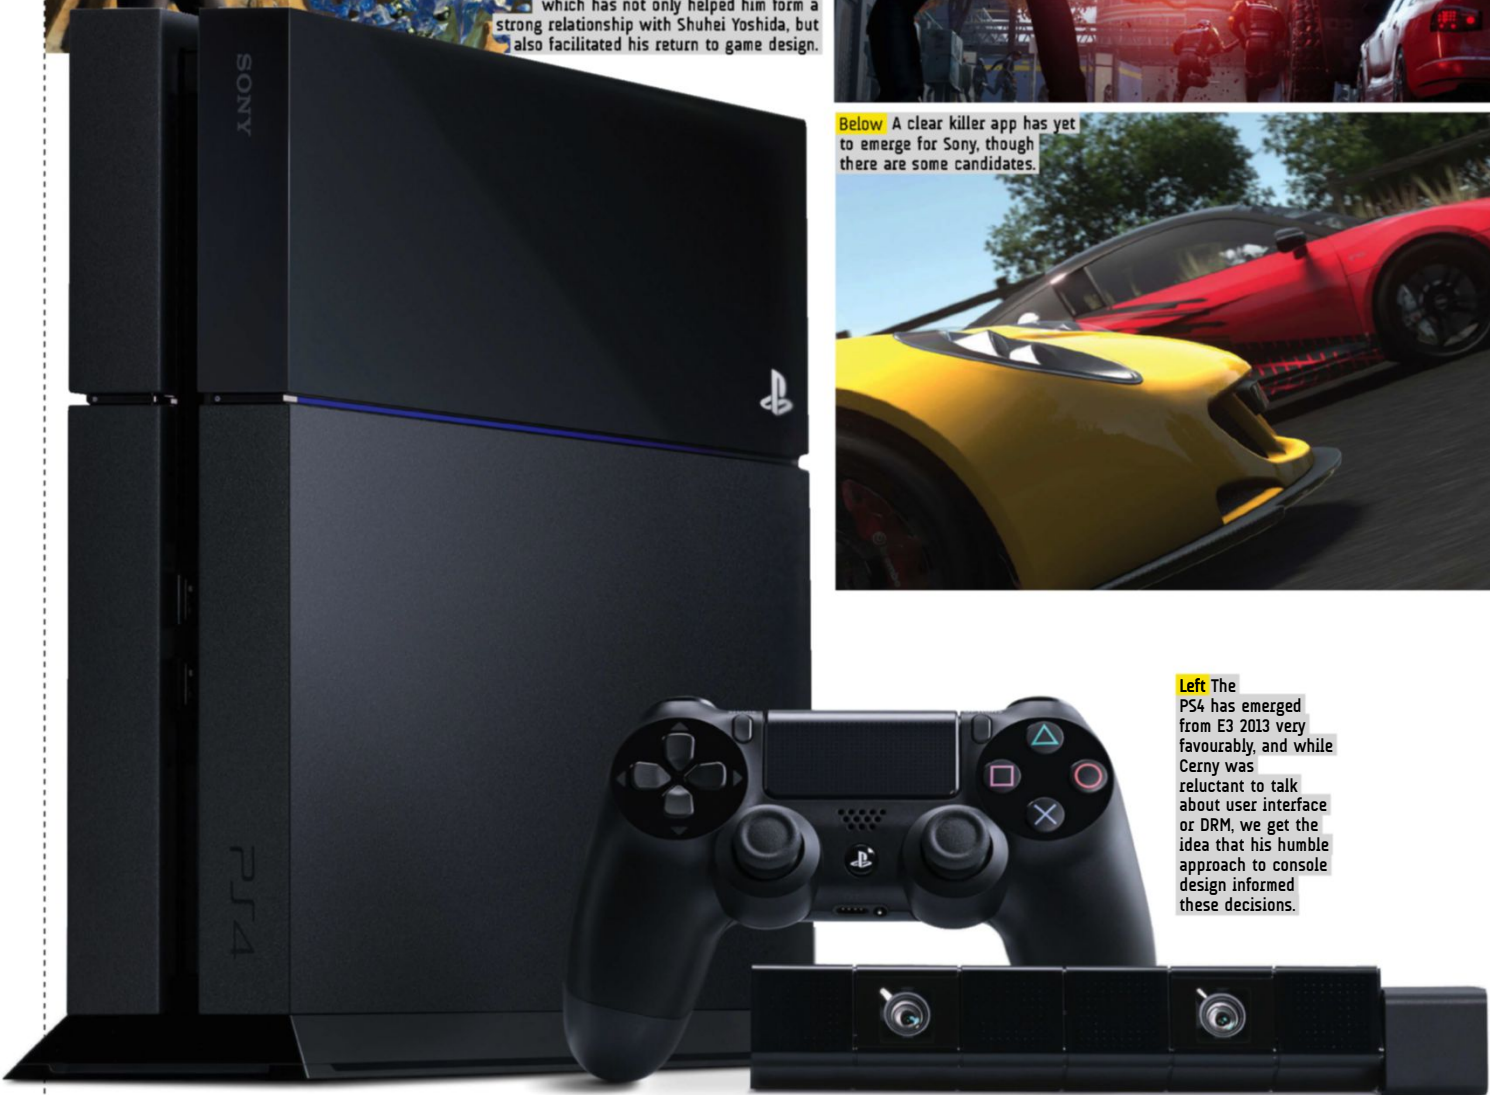 which has not only helped him form a
strong relationship with Shuhei Yoshida, but
also facilitated his return to game design.
SONY
Below A clear killer app has yet
to emerge for Sony, though
there are some candidates.
Left The
PS4 has emerged
from E3 2013 very
favourably, and while
Cerny was
reluctant to talk
about user interface
or DRM, we get the
idea that his humble
approach to console
design informed
these decisions.
PS4